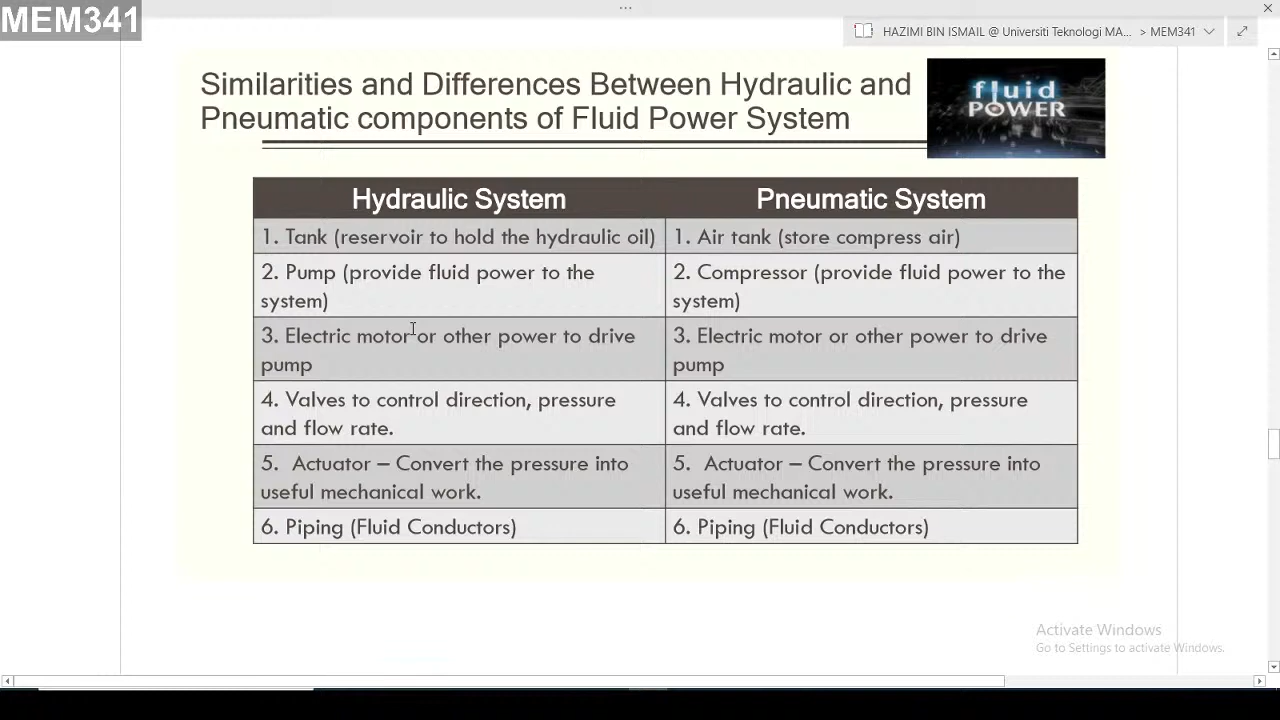 MEM341
HAZIMI BIN ISMAIL @ Universiti Teknologi MA... > MEM341
Similarities and Differences Between Hydraulic and
Pneumatic components of Fluid Power System
fluid
POWER
Hydraulic System
Pneumatic System
1. Tank (reservoir to hold the hydraulic oil)
1. Air tank (store compress air)
2. Pump (provide fluid power to the
system)
2. Compressor (provide fluid power to the
system)
3. Electric motor or other power to drive
pump
3. Electric motor or other power to drive
pump
4. Valves to control direction, pressure
and flow rate.
4. Valves to control direction, pressure
and flow rate.
5. Actuator – Convert the pressure into
useful mechanical work.
5. Actuator – Convert the pressure into
useful mechanical work.
6. Piping (Fluid Conductors)
6. Piping (Fluid Conductors)
Activate Windows
Go to Settings to activate Windows.